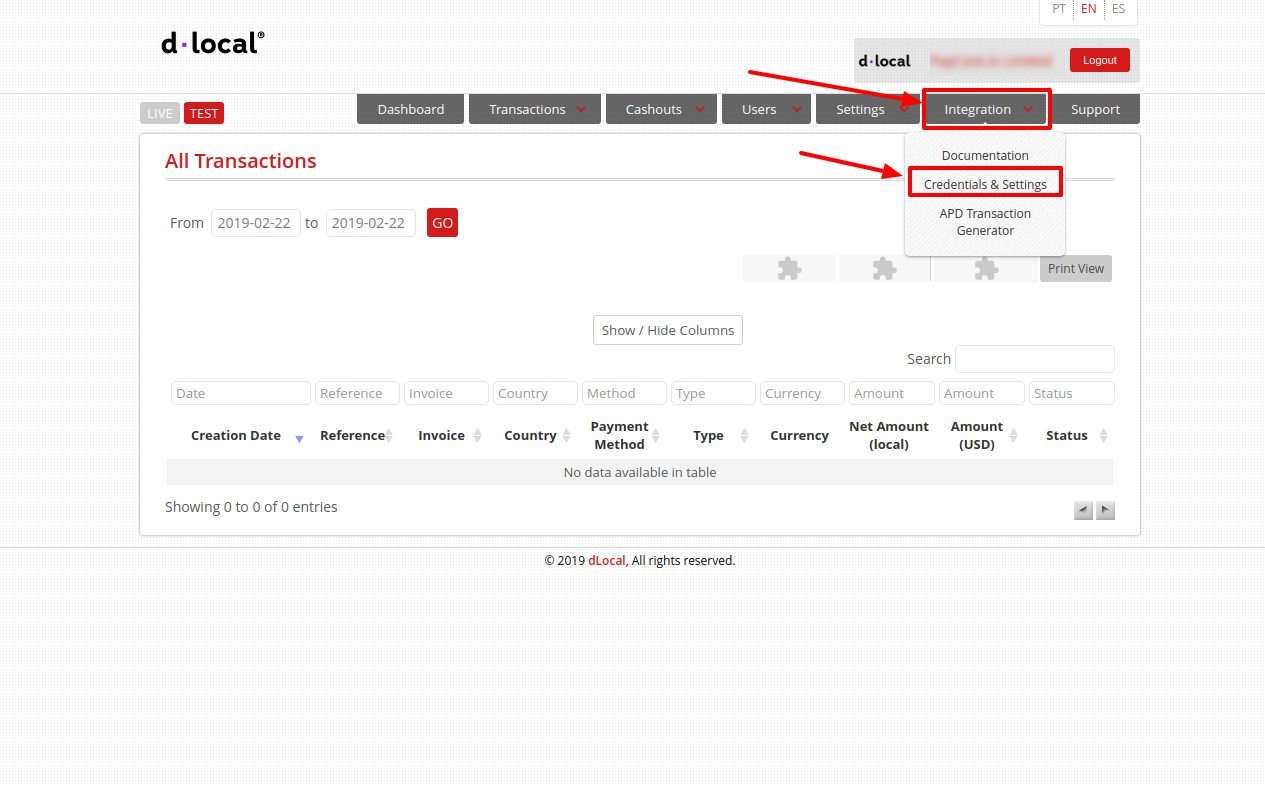 PT EN ES
d·local®
d·local Logout
LIVE TEST Dashboard Transactions Cashouts Users Settings Integration Support
All Transactions
Documentation
Credentials & Settings
APD Transaction
Generator
From 2019-02-22 to 2019-02-22 GO
Print View
Show / Hide Columns
Search
Date Reference Invoice Country Method Type Currency Amount Amount Status
Creation Date Reference Invoice Country Payment Method Type Currency Net Amount (local) Amount (USD) Status
No data available in table
Showing 0 to 0 of 0 entries
© 2019 dLocal, All rights reserved.